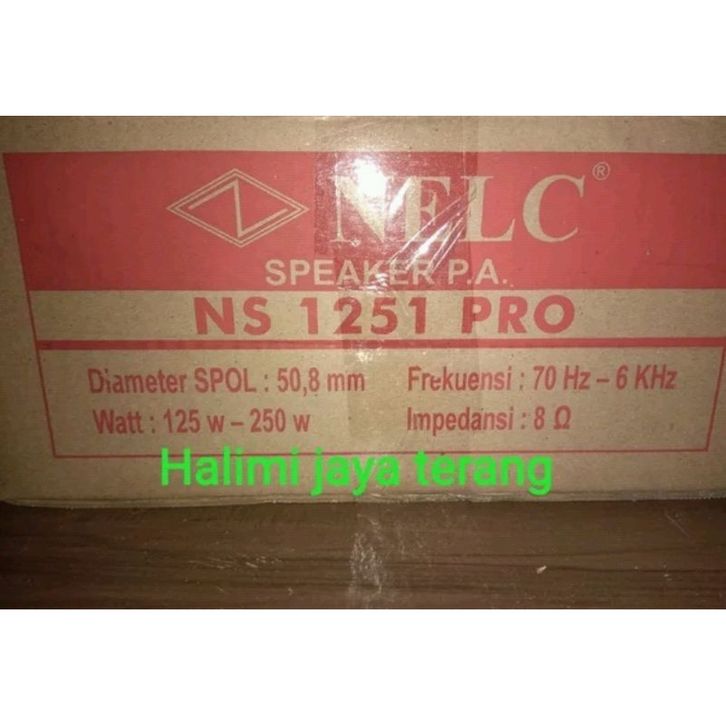 NELC®
SPEAKER P.A.
NS 1251 PRO
Diameter SPOL : 50,8 mm Frekuensi : 70 Hz – 6 KHz
Watt : 125 w – 250 w Impedansi : 8 Ω
Halimi jaya terang